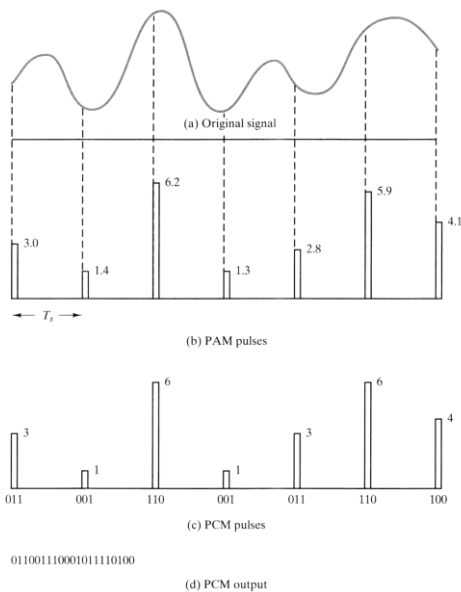 (a) Original signal
6.2
5.9
4.1
3.0
2.8
1.4
1.3
Ts
(b) PAM pulses
6
6
4
3
3
1
1
011 001 110 001 011 110 100
(c) PCM pulses
011001110001011110100
(d) PCM output